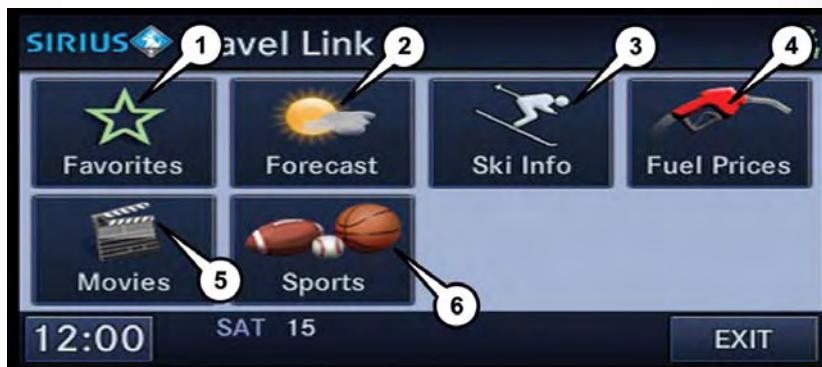 SIRIUS 1 avel Link 2 3 4
Favorites Forecast Ski Info Fuel Prices
Movies 5 Sports 6
12:00 SAT 15 EXIT